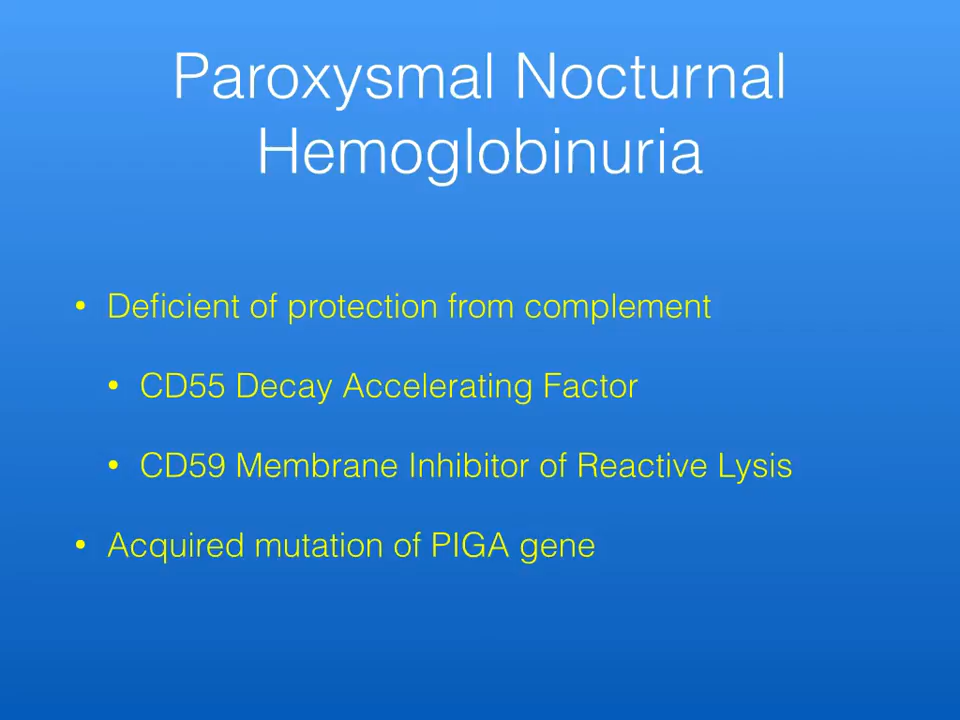 Paroxysmal Nocturnal
Hemoglobinuria
• Deficient of protection from complement
• CD55 Decay Accelerating Factor
• CD59 Membrane Inhibitor of Reactive Lysis
• Acquired mutation of PIGA gene